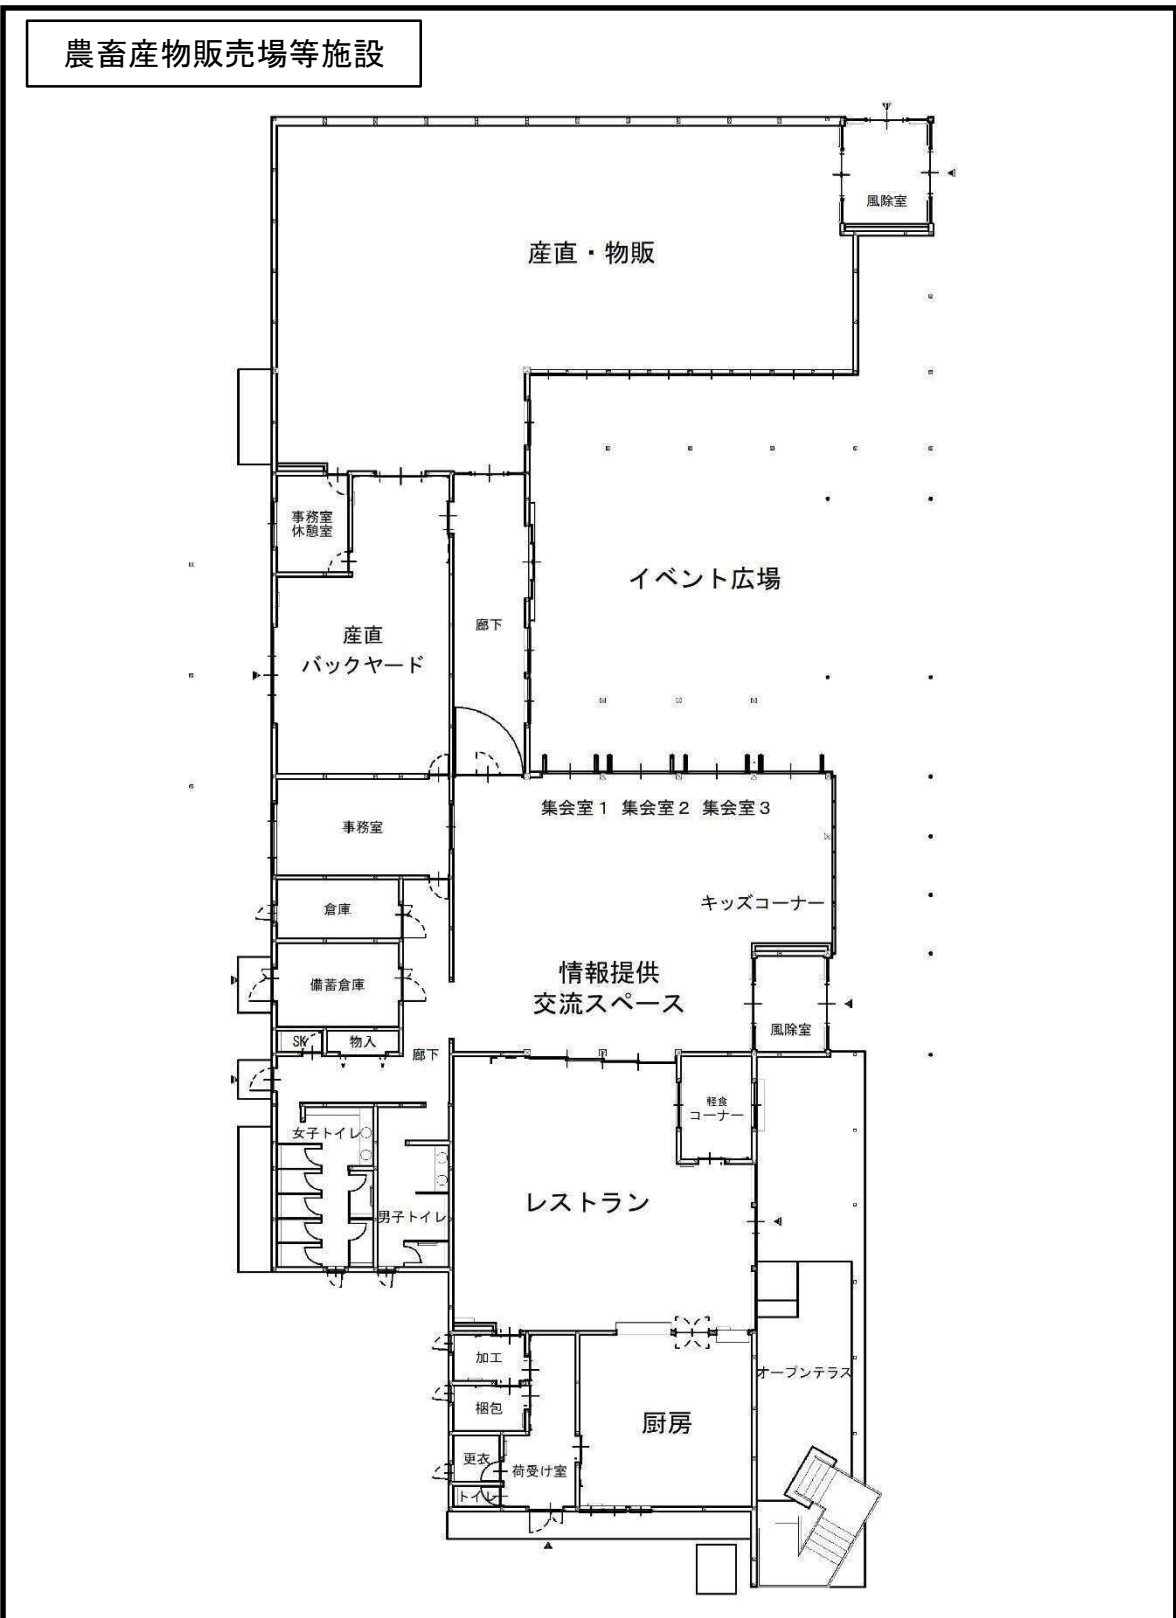 農畜産物販売場等施設
風除室
産直・物販
事務室
休憩室
イベント広場
廊下
産直
バックヤード
集会室1 集会室2 集会室3
事務室
キッズコーナー
倉庫
情報提供
交流スペース
備蓄倉庫
風除室
SK
物入
廊下
軽食
コーナー
女子トイレ
レストラン
男子トイレ
加工
オープンテラス
梱包
厨房
更衣
荷受け室
トイレ